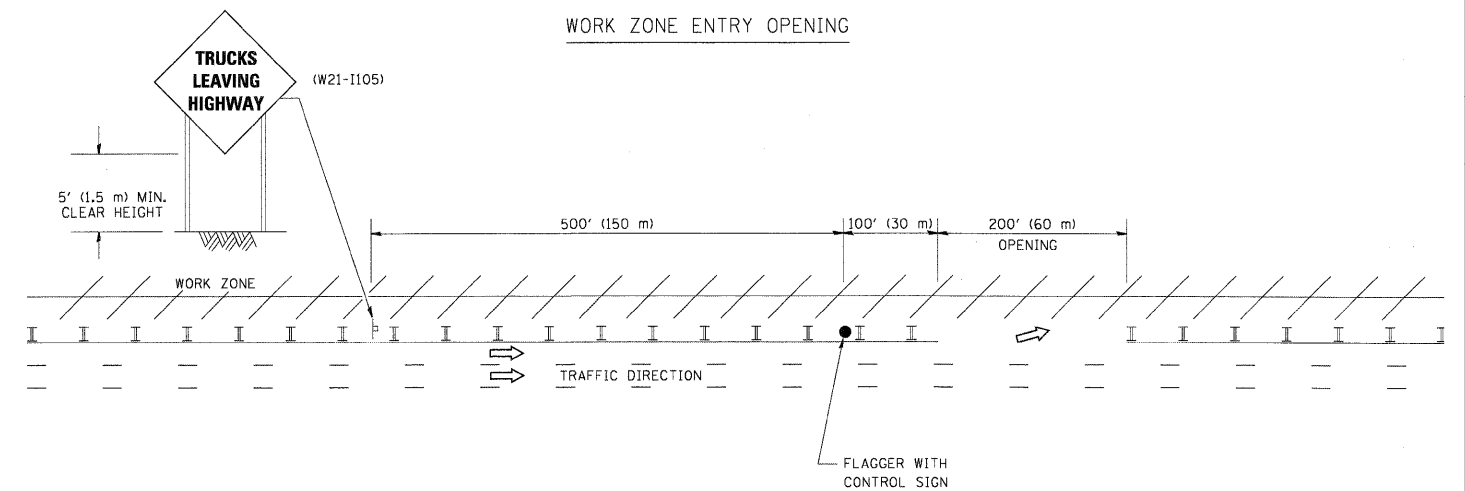 WORK ZONE ENTRY OPENING
TRUCKS
LEAVING
HIGHWAY
(W21-I105)
5' (1.5 m) MIN.
CLEAR HEIGHT
500' (150 m)
100' (30 m)
200' (60 m)
OPENING
WORK ZONE
TRAFFIC DIRECTION
FLAGGER WITH
CONTROL SIGN